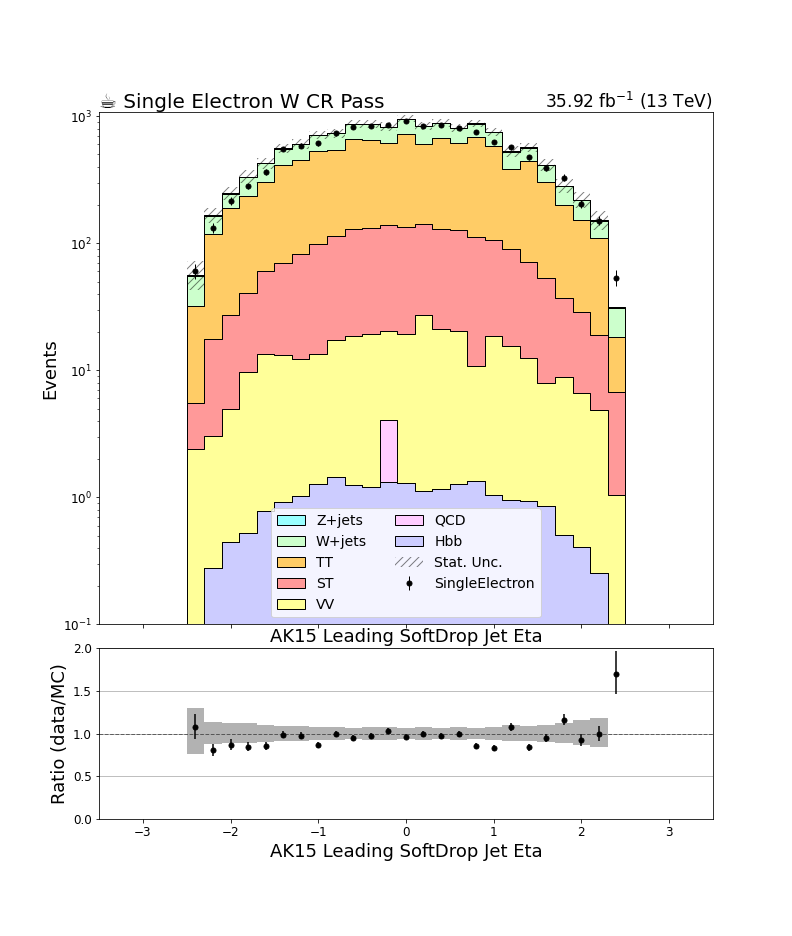 ☕ Single Electron W CR Pass
35.92 fb⁻¹ (13 TeV)
10³
10²
10¹
10⁰
10⁻¹
Events
Z+jets
W+jets
TT
ST
VV
QCD
Hbb
Stat. Unc.
SingleElectron
AK15 Leading SoftDrop Jet Eta
2.0
1.5
1.0
0.5
0.0
Ratio (data/MC)
−3 −2 −1 0 1 2 3
AK15 Leading SoftDrop Jet Eta